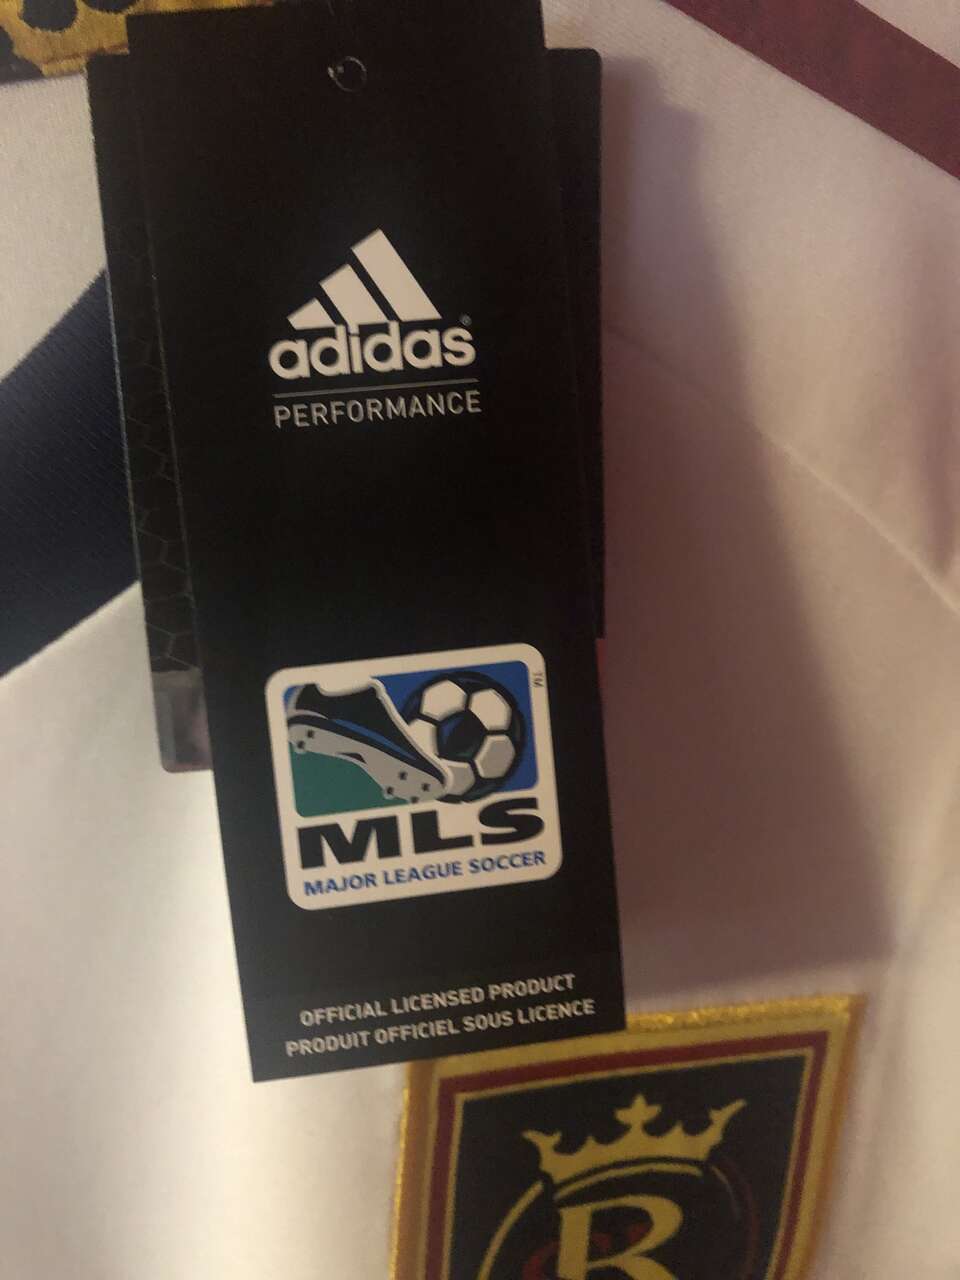 adidas®
PERFORMANCE
TM
MLS
MAJOR LEAGUE SOCCER
OFFICIAL LICENSED PRODUCT
PRODUIT OFFICIEL SOUS LICENCE
R